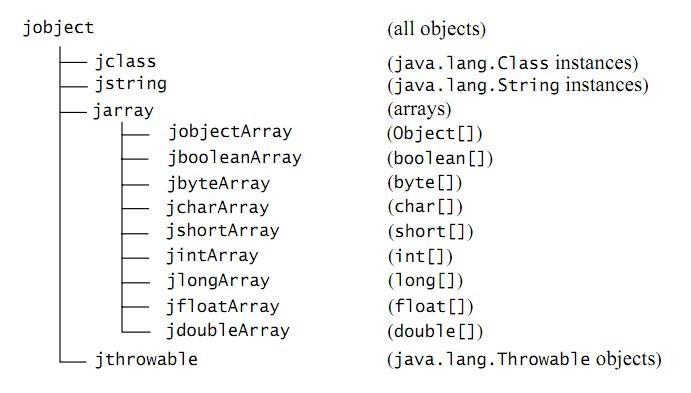 jobject (all objects)
jclass (java.lang.Class instances)
jstring (java.lang.String instances)
jarray (arrays)
jobjectArray (Object[])
jbooleanArray (boolean[])
jbyteArray (byte[])
jcharArray (char[])
jshortArray (short[])
jintArray (int[])
jlongArray (long[])
jfloatArray (float[])
jdoubleArray (double[])
jthrowable (java.lang.Throwable objects)